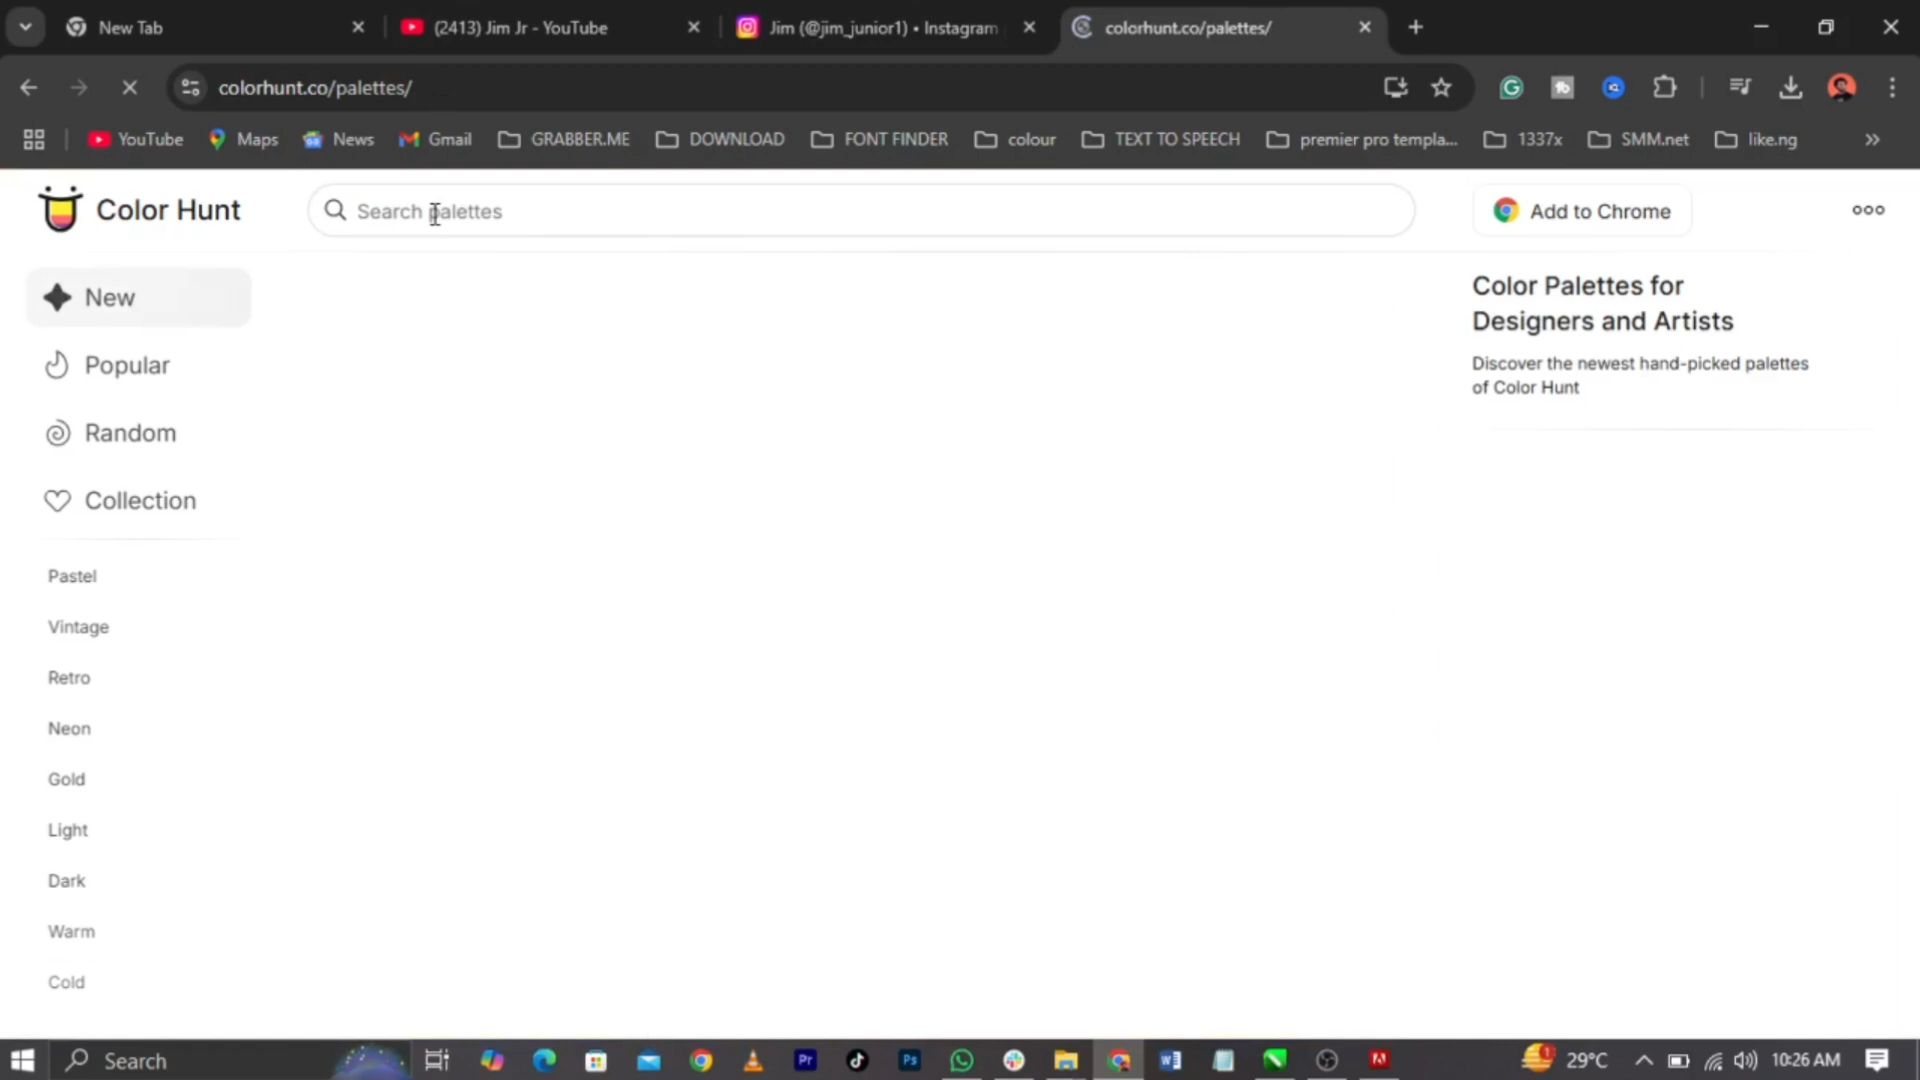 New Tab
(2413) Jim Jr - YouTube
Jim (@jim_junior1) • Instagram
colorhunt.co/palettes/
colorhunt.co/palettes/
YouTube
Maps
News
Gmail
GRABBER.ME
DOWNLOAD
FONT FINDER
colour
TEXT TO SPEECH
premier pro templa...
1337x
SMM.net
like.ng
Color Hunt
Search palettes
Add to Chrome
New
Popular
Random
Collection
Pastel
Vintage
Retro
Neon
Gold
Light
Dark
Warm
Cold
Color Palettes for
Designers and Artists
Discover the newest hand-picked palettes
of Color Hunt
Search
Pr
Ps
29°C
10:26 AM